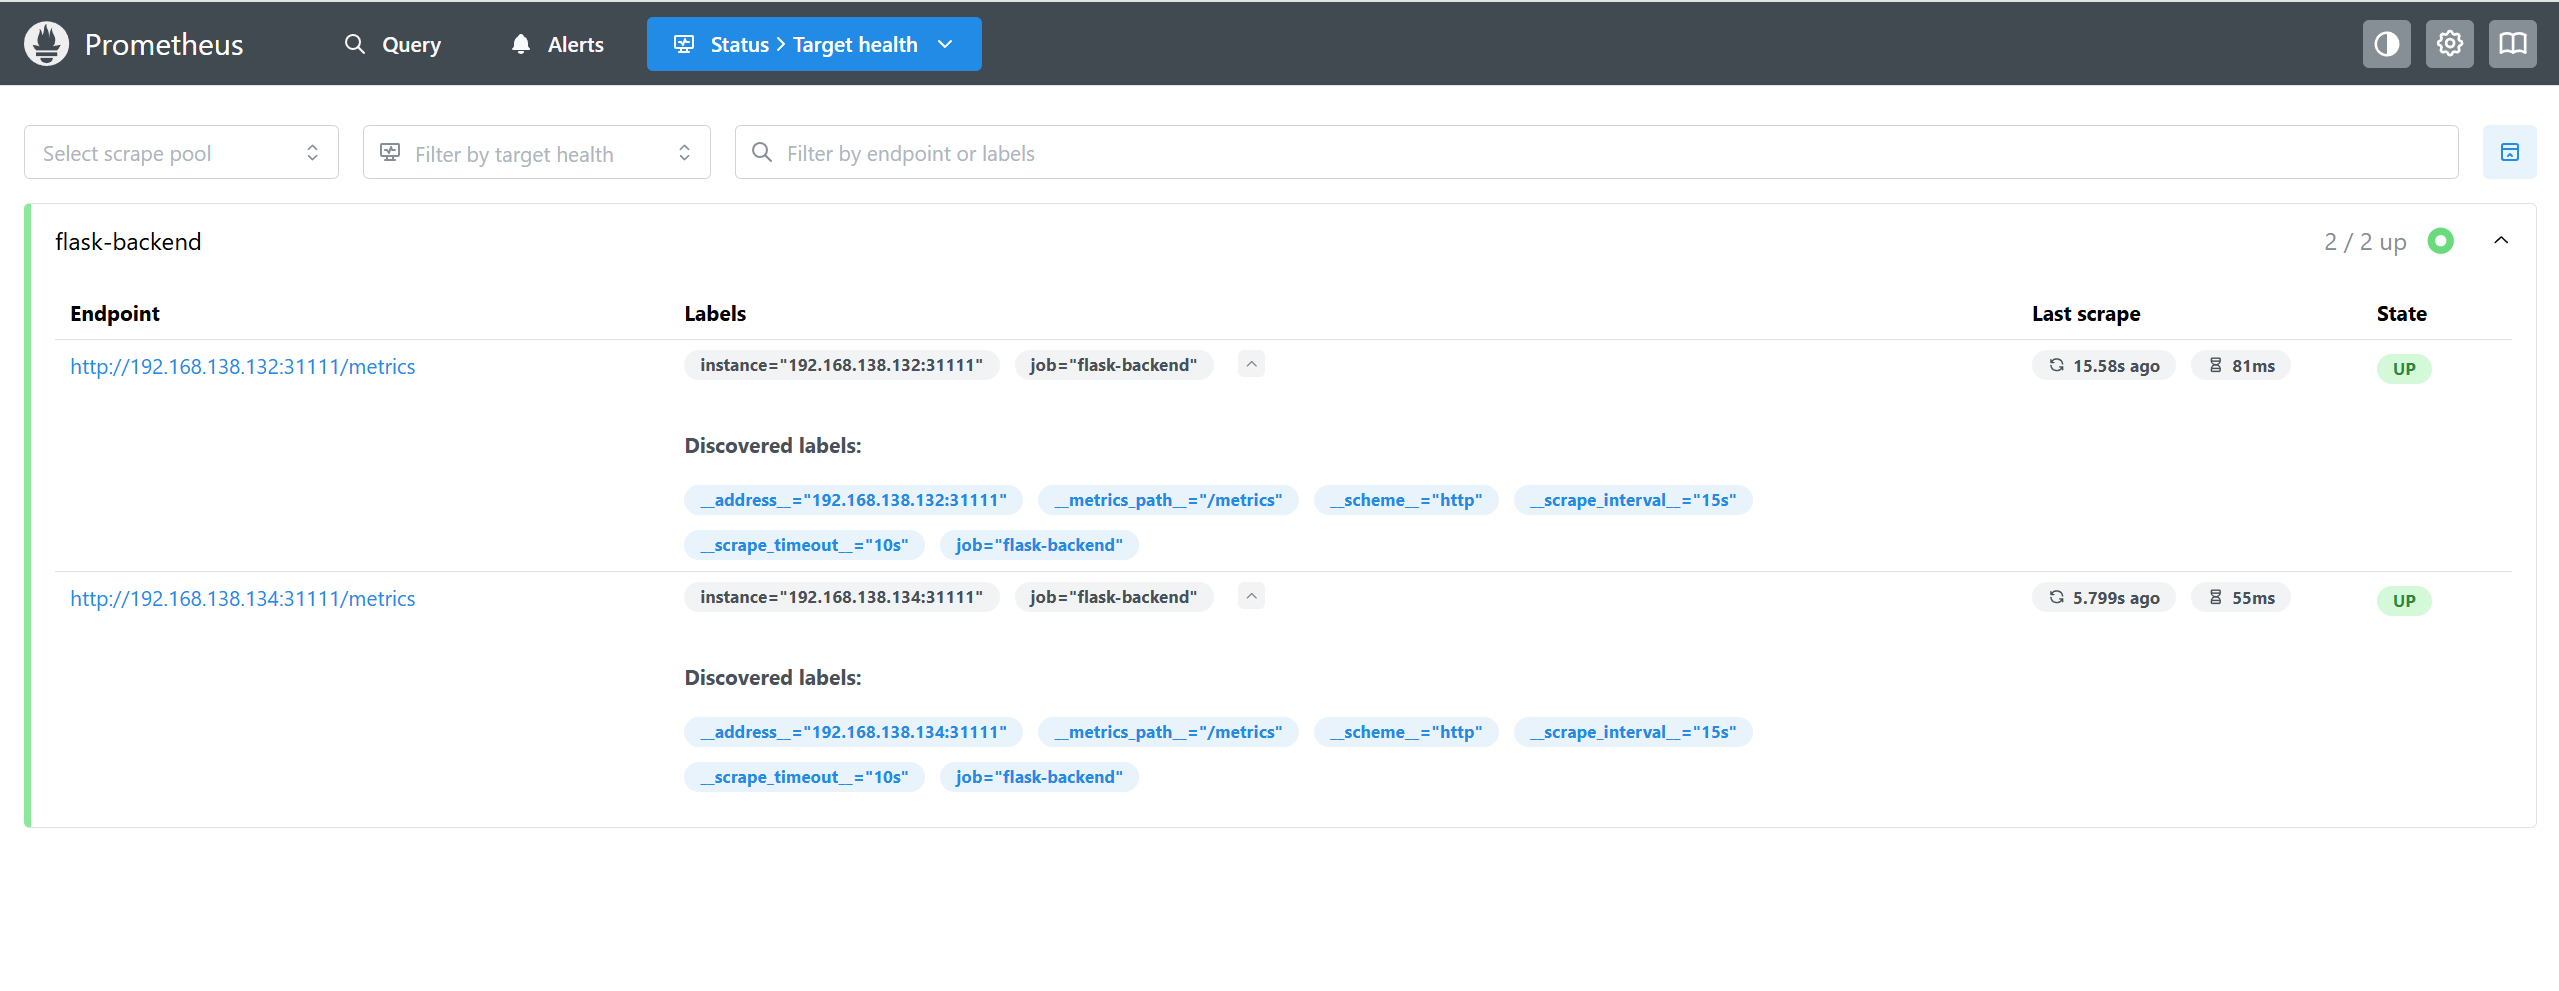 Prometheus Query Alerts Status > Target health
Select scrape pool Filter by target health Filter by endpoint or labels
flask-backend 2 / 2 up
Endpoint Labels Last scrape State
http://192.168.138.132:31111/metrics instance="192.168.138.132:31111" job="flask-backend" 15.58s ago 81ms UP
Discovered labels:
__address__="192.168.138.132:31111" __metrics_path__="/metrics" __scheme__="http" __scrape_interval__="15s"
__scrape_timeout__="10s" job="flask-backend"
http://192.168.138.134:31111/metrics instance="192.168.138.134:31111" job="flask-backend" 5.799s ago 55ms UP
Discovered labels:
__address__="192.168.138.134:31111" __metrics_path__="/metrics" __scheme__="http" __scrape_interval__="15s"
__scrape_timeout__="10s" job="flask-backend"